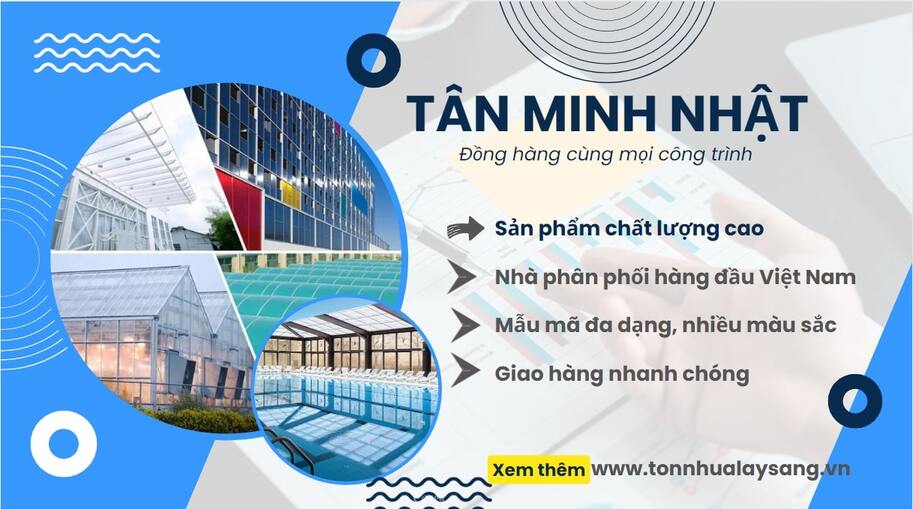 TÂN MINH NHẬT
Đồng hàng cùng mọi công trình
Sản phẩm chất lượng cao
Nhà phân phối hàng đầu Việt Nam
Mẫu mã đa dạng, nhiều màu sắc
Giao hàng nhanh chóng
Xem thêm www.tonnhualaysang.vn